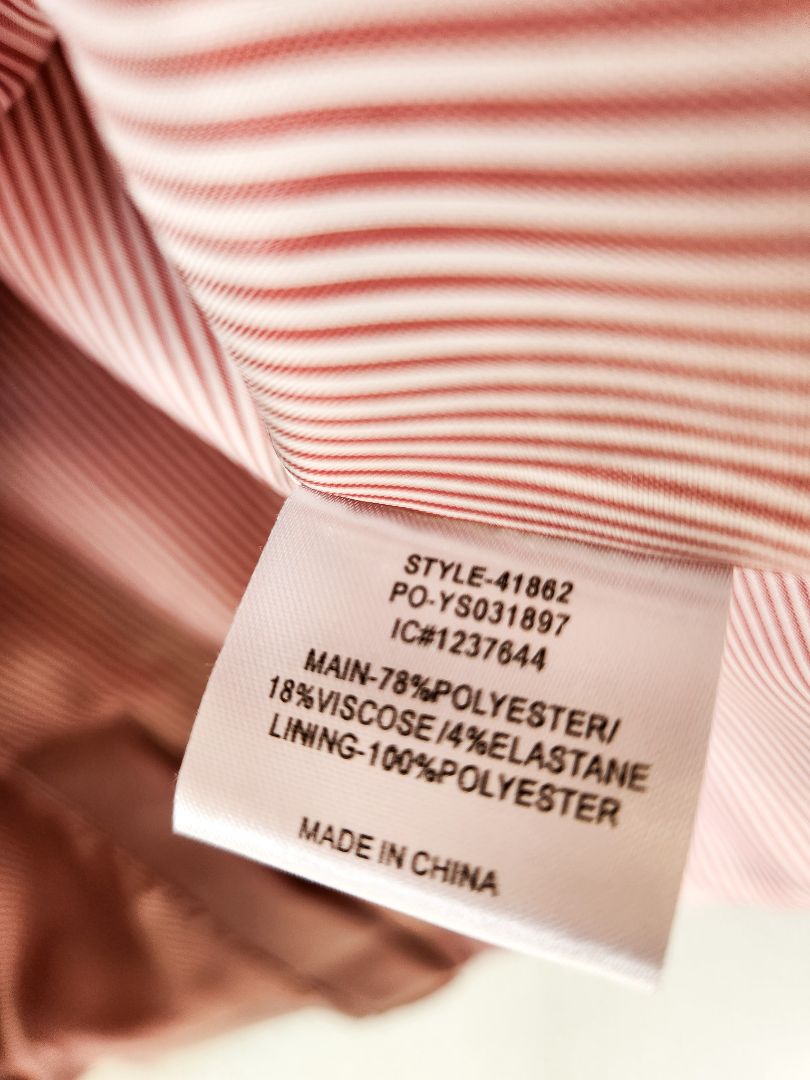 STYLE-41862
PO-YS031897
IC#1237644
MAIN-78%POLYESTER/
18%VISCOSE/4%ELASTANE
LINING-100%POLYESTER
MADE IN CHINA